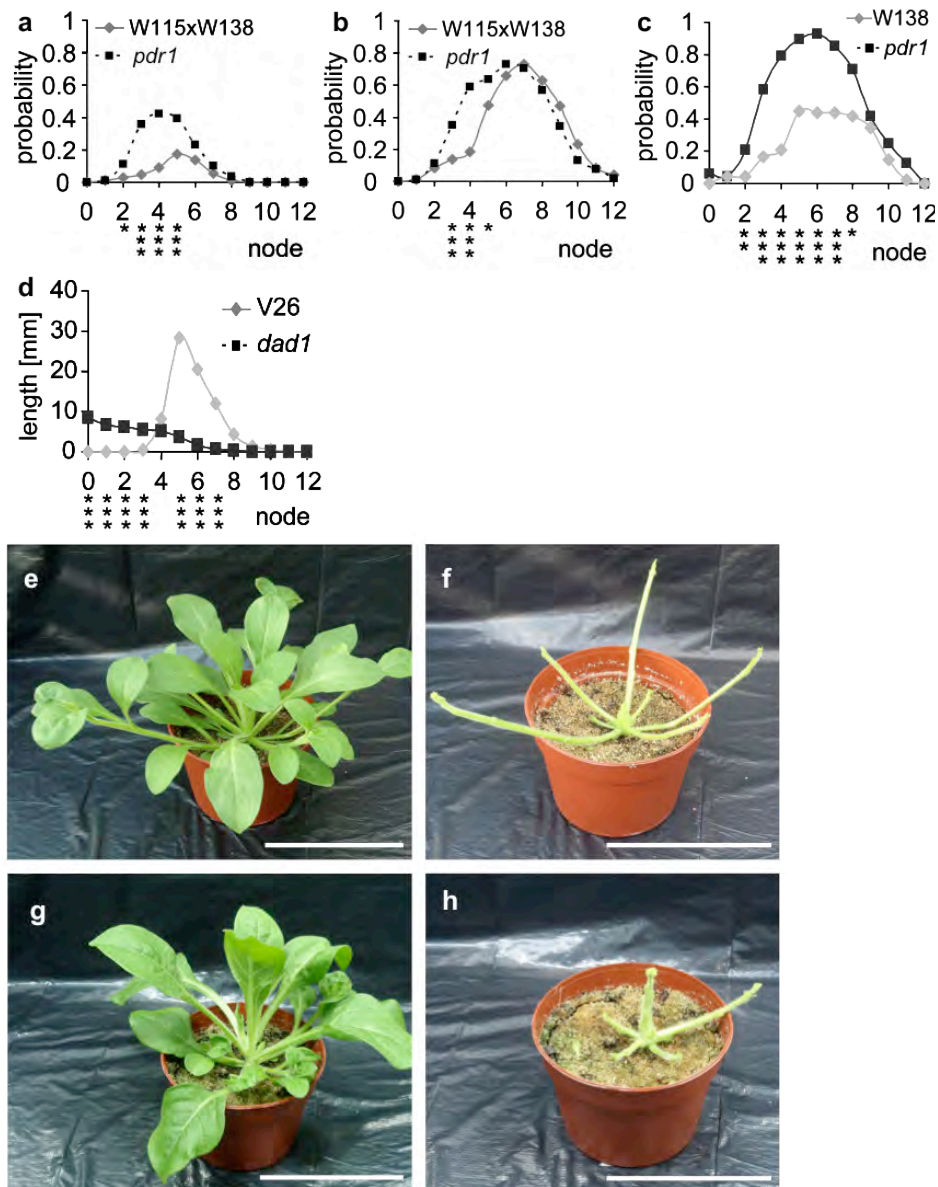 a
W115xW138
pdr1
probability
1
0.8
0.6
0.4
0.2
0
0 2 4 6 8 10 12
* * * *
* * *
* * *
node
b
W115xW138
pdr1
probability
1
0.8
0.6
0.4
0.2
0
0 2 4 6 8 10 12
* * *
* *
* *
node
c
W138
pdr1
probability
1
0.8
0.6
0.4
0.2
0
0 2 4 6 8 10 12
* * * * * * *
* * * * * *
* * * * *
node
d
V26
dad1
length [mm]
40
30
20
10
0
0 2 4 6 8 10 12
* * * * * * *
* * * * * * *
* * * * * * *
node
e
f
g
h